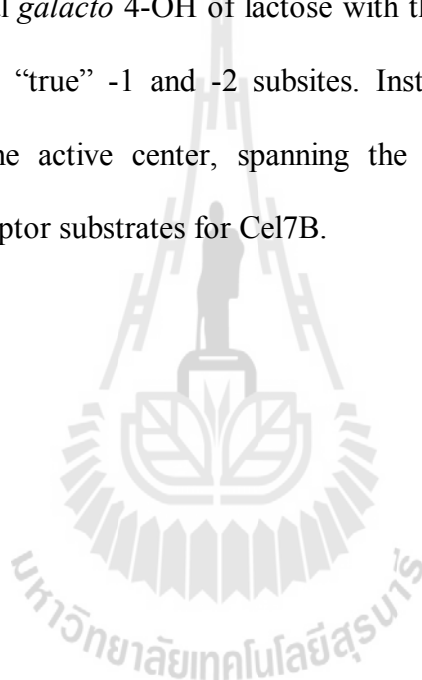 l galacto 4-OH of lactose with th
“true” -1 and -2 subsites. Inst
ne active center, spanning the
ptor substrates for Cel7B.
มหาวิทยาลัยเทคโนโลยีสุรนารี